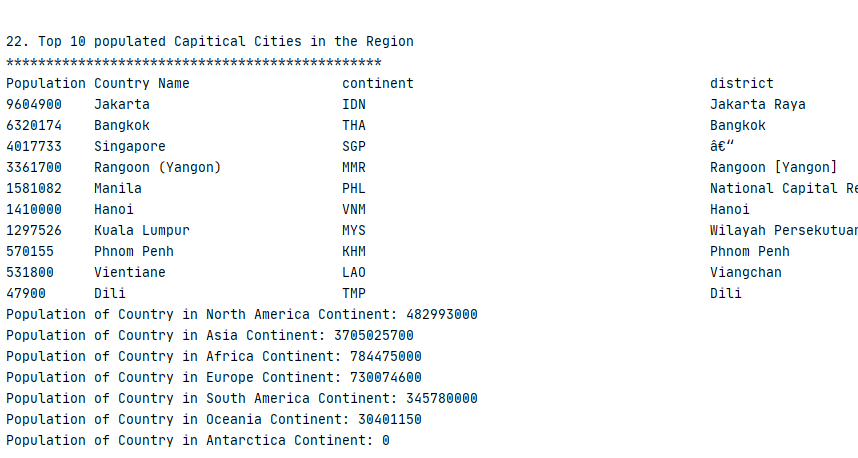 22. Top 10 populated Capitical Cities in the Region
***********************************************
Population Country Name continent district
9604900 Jakarta IDN Jakarta Raya
6320174 Bangkok THA Bangkok
4017733 Singapore SGP â€“
3361700 Rangoon (Yangon) MMR Rangoon [Yangon]
1581082 Manila PHL National Capital Re
1410000 Hanoi VNM Hanoi
1297526 Kuala Lumpur MYS Wilayah Persekutuan
570155 Phnom Penh KHM Phnom Penh
531800 Vientiane LAO Viangchan
47900 Dili TMP Dili
Population of Country in North America Continent: 482993000
Population of Country in Asia Continent: 3705025700
Population of Country in Africa Continent: 784475000
Population of Country in Europe Continent: 730074600
Population of Country in South America Continent: 345780000
Population of Country in Oceania Continent: 30401150
Population of Country in Antarctica Continent: 0